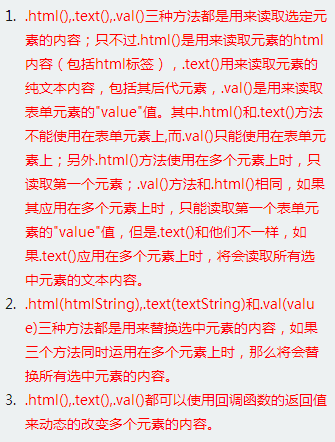 1. .html(),.text(),.val()三种方法都是用来读取选定元
素的内容；只不过.html()是用来读取元素的html
内容（包括html标签），.text()用来读取元素的
纯文本内容，包括其后代元素，.val()是用来读取
表单元素的"value"值。其中.html()和.text()方法
不能使用在表单元素上,而.val()只能使用在表单元
素上；另外.html()方法使用在多个元素上时，只
读取第一个元素；.val()方法和.html()相同，如果
其应用在多个元素上时，只能读取第一个表单元
素的"value"值，但是.text()和他们不一样，如
果.text()应用在多个元素上时，将会读取所有选
中元素的文本内容。
2. .html(htmlString),.text(textString)和.val(valu
e)三种方法都是用来替换选中元素的内容，如果
三个方法同时运用在多个元素上时，那么将会替
换所有选中元素的内容。
3. .html(),.text(),.val()都可以使用回调函数的返回值
来动态的改变多个元素的内容。